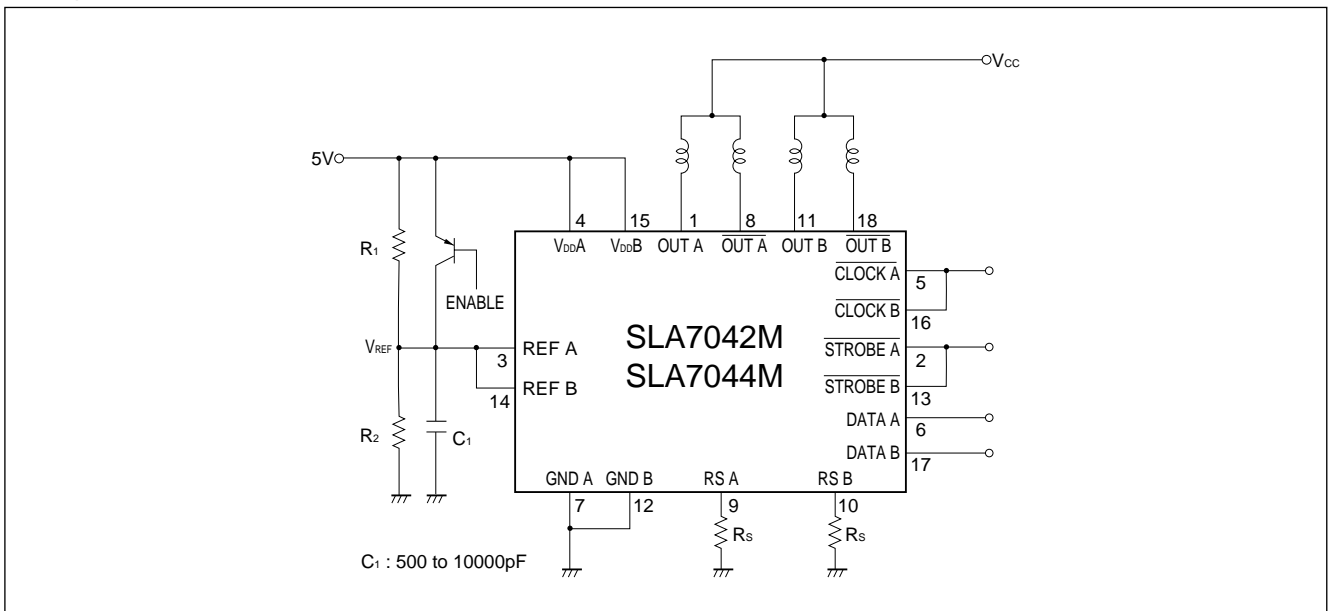 VCC
5V
4 15 1 8 11 18
VDDA VDDB OUT A OUT A OUT B OUT B
R1
CLOCK A
5
ENABLE
CLOCK B
16
SLA7042M
VREF
REF A
3
STROBE A
2
SLA7044M
REF B
14
STROBE B
13
R2
C1
DATA A
6
DATA B
17
GND A GND B RS A RS B
7 12 9 10
RS RS
C1 : 500 to 10000pF